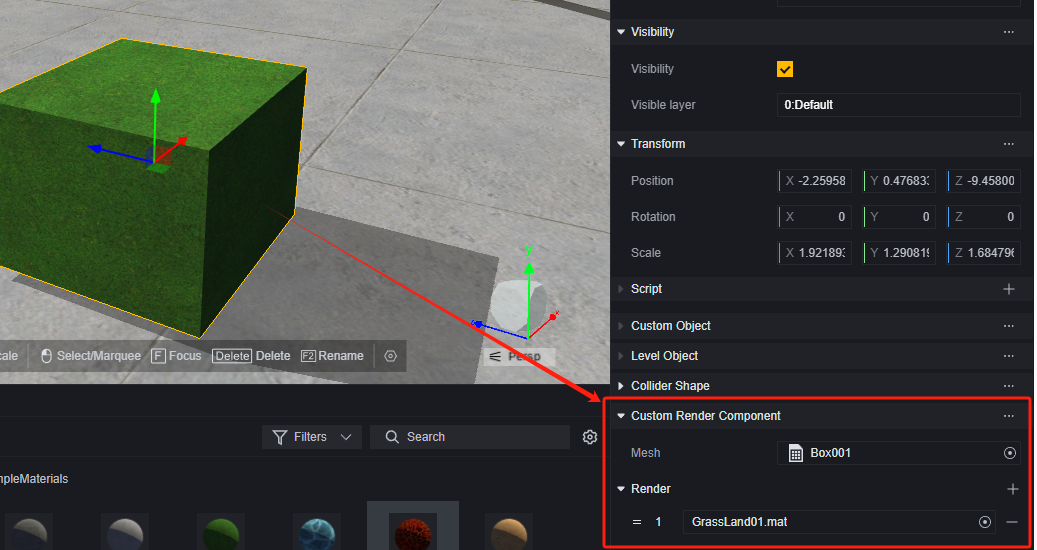 Visibility
Visibility
Visible layer 0:Default
Transform
Position X -2.25958 Y 0.47683 Z -9.45800
Rotation X 0 Y 0 Z 0
Scale X 1.92189 Y 1.29081 Z 1.68479
Script
Custom Object
Level Object
Collider Shape
Custom Render Component
Mesh Box001
Render
= 1 GrassLand01.mat
y
x
z
Persp
cale Select/Marquee F Focus Delete Delete F2 Rename
Filters Search
mpleMaterials